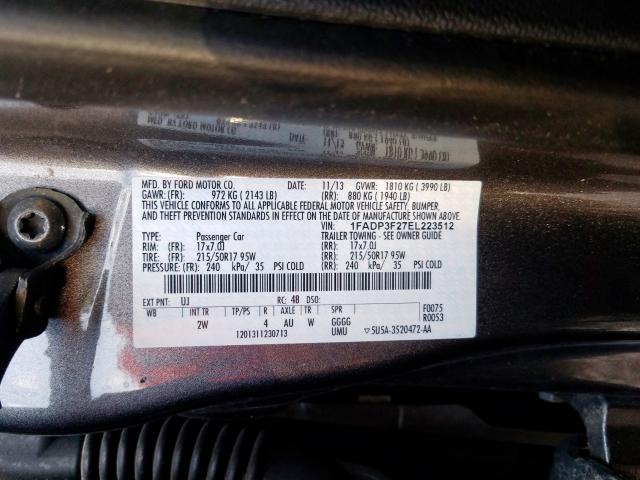 MFD. BY FORD MOTOR CO. DATE: 11/13 GVWR: 1810 KG ( 3990 LB)
GAWR: (FR): 972 KG ( 2143 LB) (RR): 880 KG ( 1940 LB)
THIS VEHICLE CONFORMS TO ALL APPLICABLE FEDERAL MOTOR VEHICLE SAFETY, BUMPER,
AND THEFT PREVENTION STANDARDS IN EFFECT ON THE DATE OF MANUFACTURE SHOWN ABOVE.
VIN: 1FADP3F27EL223512
TYPE: Passenger Car TRAILER TOWING - SEE OWNER GUIDE
RIM: (FR): 17x7.0J (RR): 17x7.0J
TIRE: (FR): 215/50R17 95W (RR): 215/50R17 95W
PRESSURE: (FR): 240 kPa/ 35 PSI COLD (RR): 240 kPa/ 35 PSI COLD
EXT PNT: UJ RC: 48 DSO:
WB INT TR TP/PS R AXLE TR SPR F0075
2W 4 AU W GGGG R0053
1201311230713 UMU ▽5U5A-3520472-AA